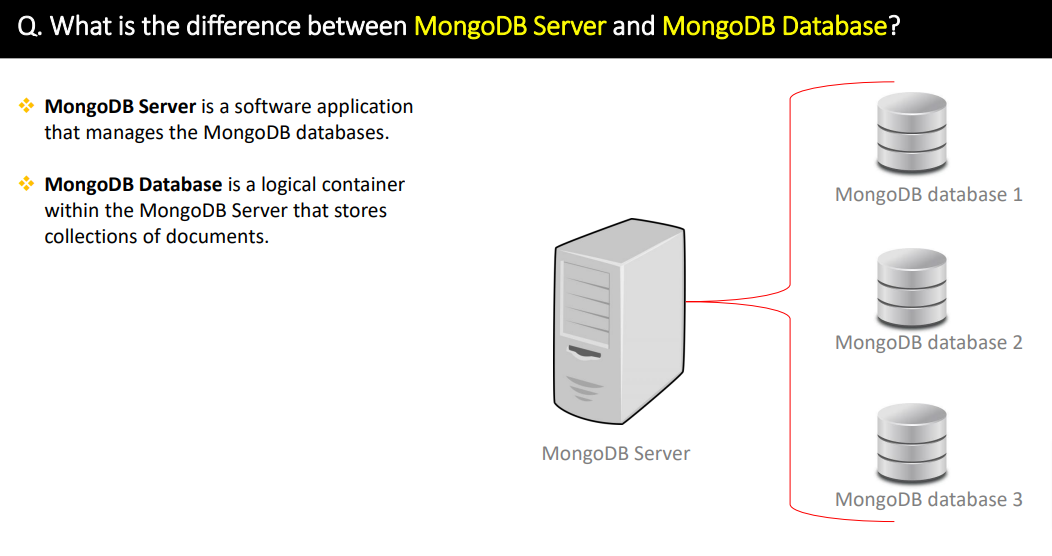 Q. What is the difference between MongoDB Server and MongoDB Database?
MongoDB Server is a software application
that manages the MongoDB databases.
MongoDB Database is a logical container
within the MongoDB Server that stores
collections of documents.
MongoDB Server
MongoDB database 1
MongoDB database 2
MongoDB database 3